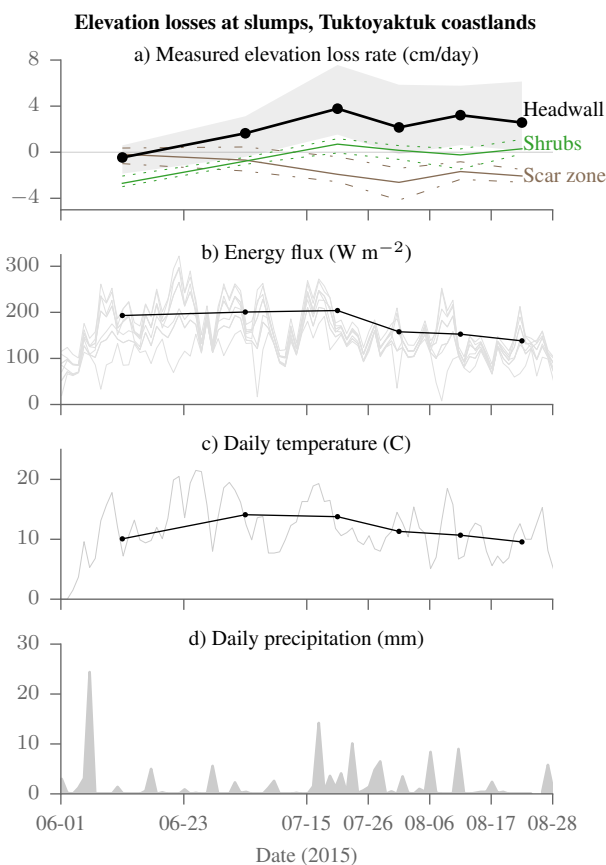 Elevation losses at slumps, Tuktoyaktuk coastlands
a) Measured elevation loss rate (cm/day)
8
4
0
−4
Headwall
Shrubs
Scar zone
b) Energy flux (W m−2)
300
200
100
0
c) Daily temperature (C)
20
10
0
d) Daily precipitation (mm)
30
20
10
0
06-01 06-23 07-15 07-26 08-06 08-17 08-28
Date (2015)